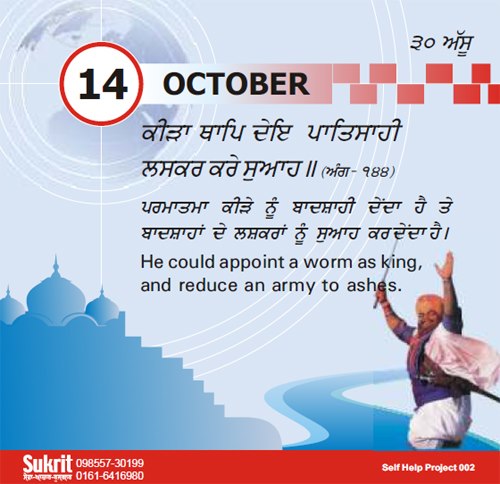 ੩੦ ਅੱਸੂ
14 OCTOBER
ਕੀੜਾ ਥਾਪਿ ਦੇਇ ਪਾਤਿਸਾਹੀ
ਲਸਕਰ ਕਰੇ ਸੁਆਹ ॥ (ਅੰਗ - ੧੪੪)
ਪਰਮਾਤਮਾ ਕੀੜੇ ਨੂੰ ਬਾਦਸ਼ਾਹੀ ਦੇਂਦਾ ਹੈ ਤੇ
ਬਾਦਸ਼ਾਹਾਂ ਦੇ ਲਸ਼ਕਰਾਂ ਨੂੰ ਸੁਆਹ ਕਰ ਦੇਂਦਾ ਹੈ।
He could appoint a worm as king,
and reduce an army to ashes.
Sukrit 098557-30199
0161-6416980
Self Help Project 002